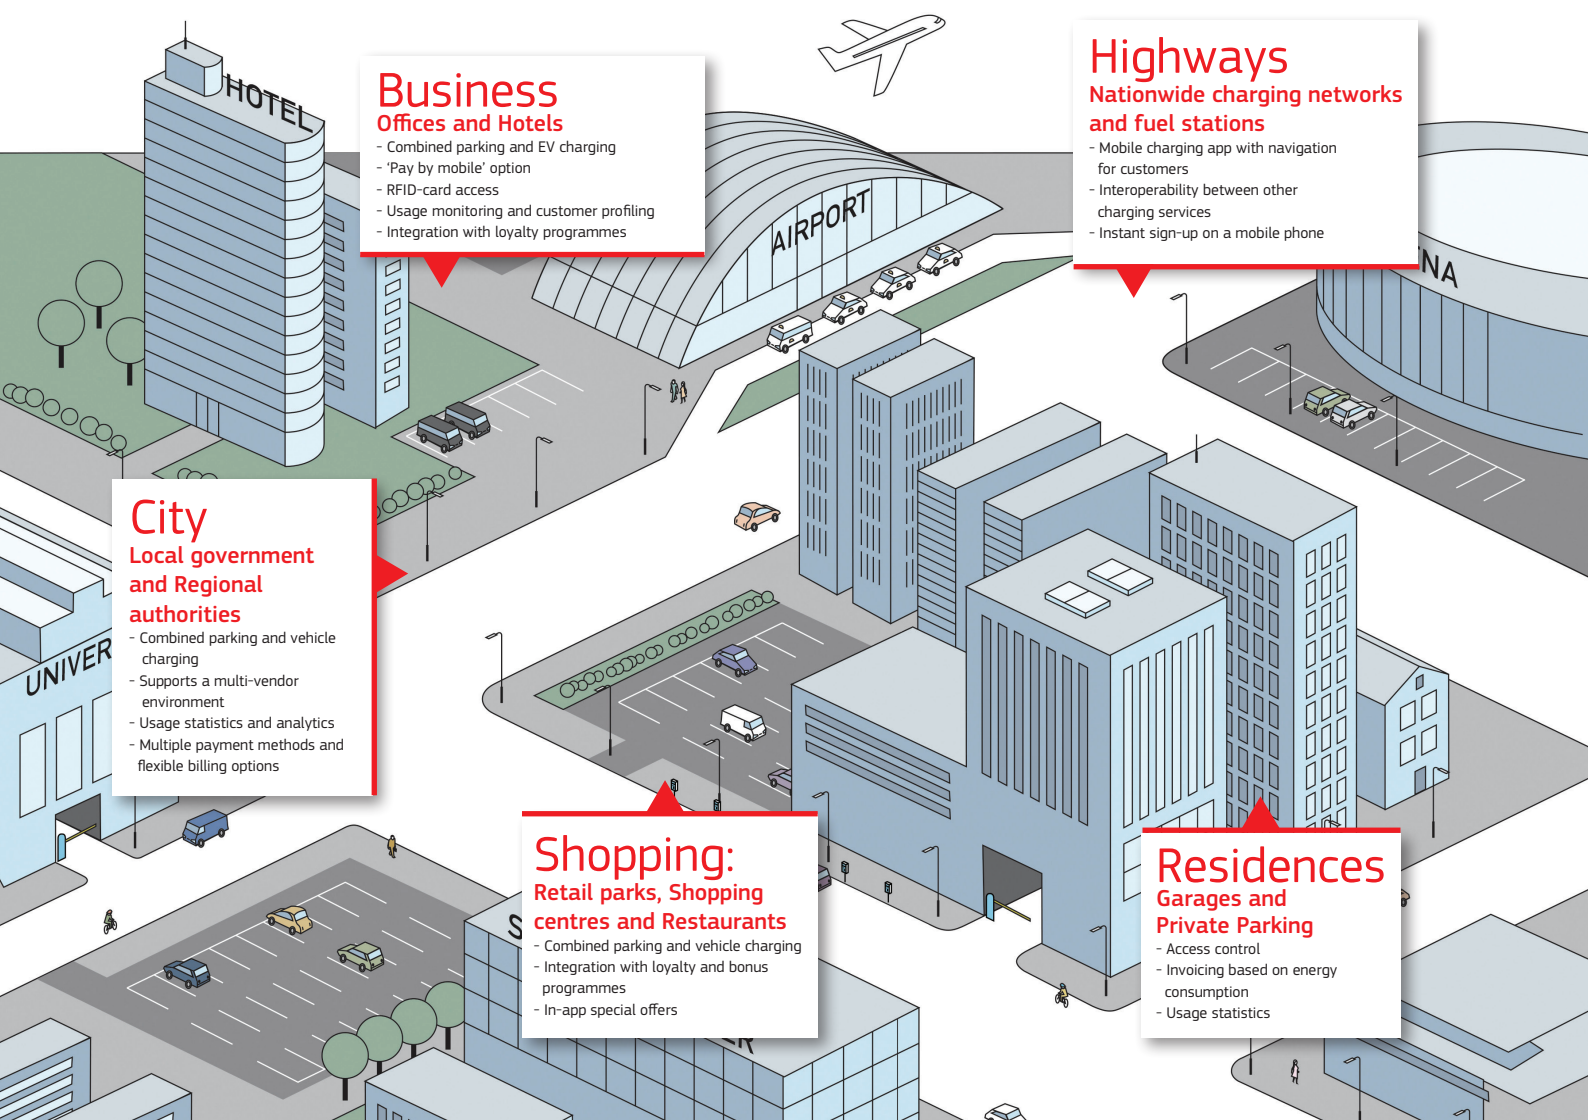 HOTEL
Business
Offices and Hotels
- Combined parking and EV charging
- ‘Pay by mobile’ option
- RFID-card access
- Usage monitoring and customer profiling
- Integration with loyalty programmes
AIRPORT
Highways
Nationwide charging networks
and fuel stations
- Mobile charging app with navigation
for customers
- Interoperability between other
charging services
- Instant sign-up on a mobile phone
NA
City
Local government
and Regional
authorities
- Combined parking and vehicle
charging
- Supports a multi-vendor
environment
- Usage statistics and analytics
- Multiple payment methods and
flexible billing options
UNIVER
Shopping:
Retail parks, Shopping
centres and Restaurants
- Combined parking and vehicle charging
- Integration with loyalty and bonus
programmes
- In-app special offers
S
ER
Residences
Garages and
Private Parking
- Access control
- Invoicing based on energy
consumption
- Usage statistics